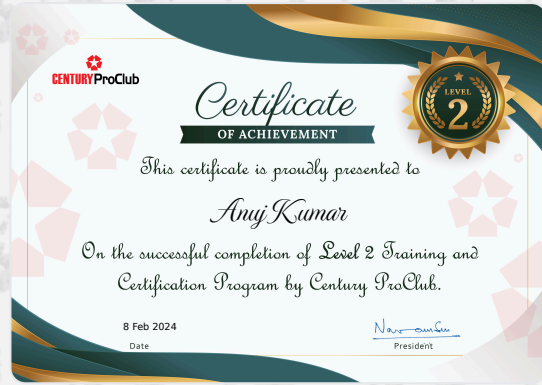 CENTURY ProClub
LEVEL
2
Certificate
OF ACHIEVEMENT
This certificate is proudly presented to
Anuj Kumar
On the successful completion of Level 2 Training and
Certification Program by Century ProClub.
8 Feb 2024
Date
President